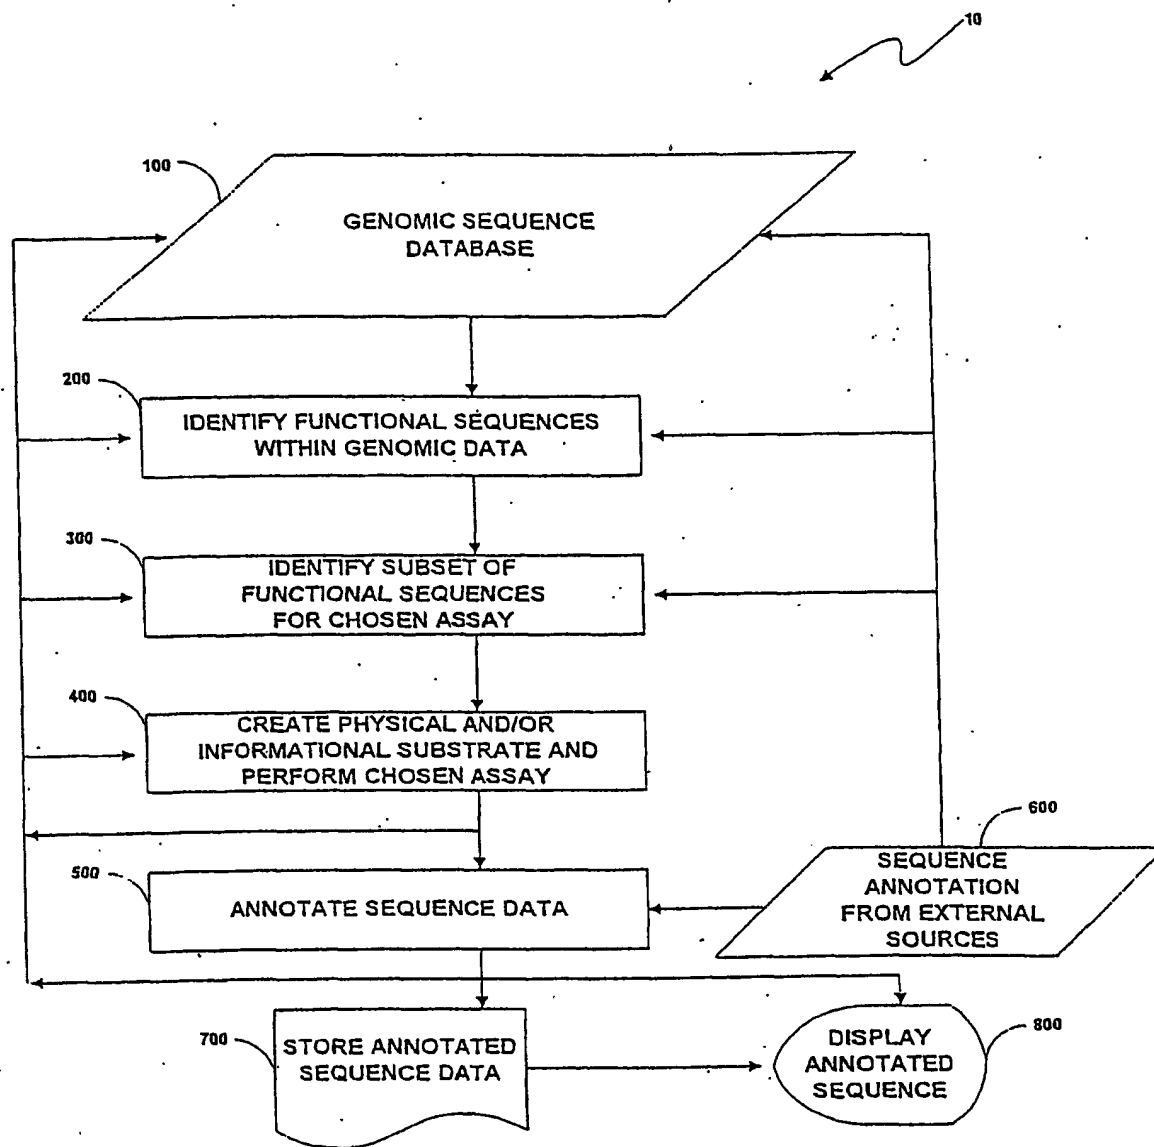 10
100
GENOMIC SEQUENCE
DATABASE
200
IDENTIFY FUNCTIONAL SEQUENCES
WITHIN GENOMIC DATA
300
IDENTIFY SUBSET OF
FUNCTIONAL SEQUENCES
FOR CHOSEN ASSAY
400
CREATE PHYSICAL AND/OR
INFORMATIONAL SUBSTRATE AND
PERFORM CHOSEN ASSAY
600
SEQUENCE
ANNOTATION
FROM EXTERNAL
SOURCES
500
ANNOTATE SEQUENCE DATA
700
STORE ANNOTATED
SEQUENCE DATA
800
DISPLAY
ANNOTATED
SEQUENCE